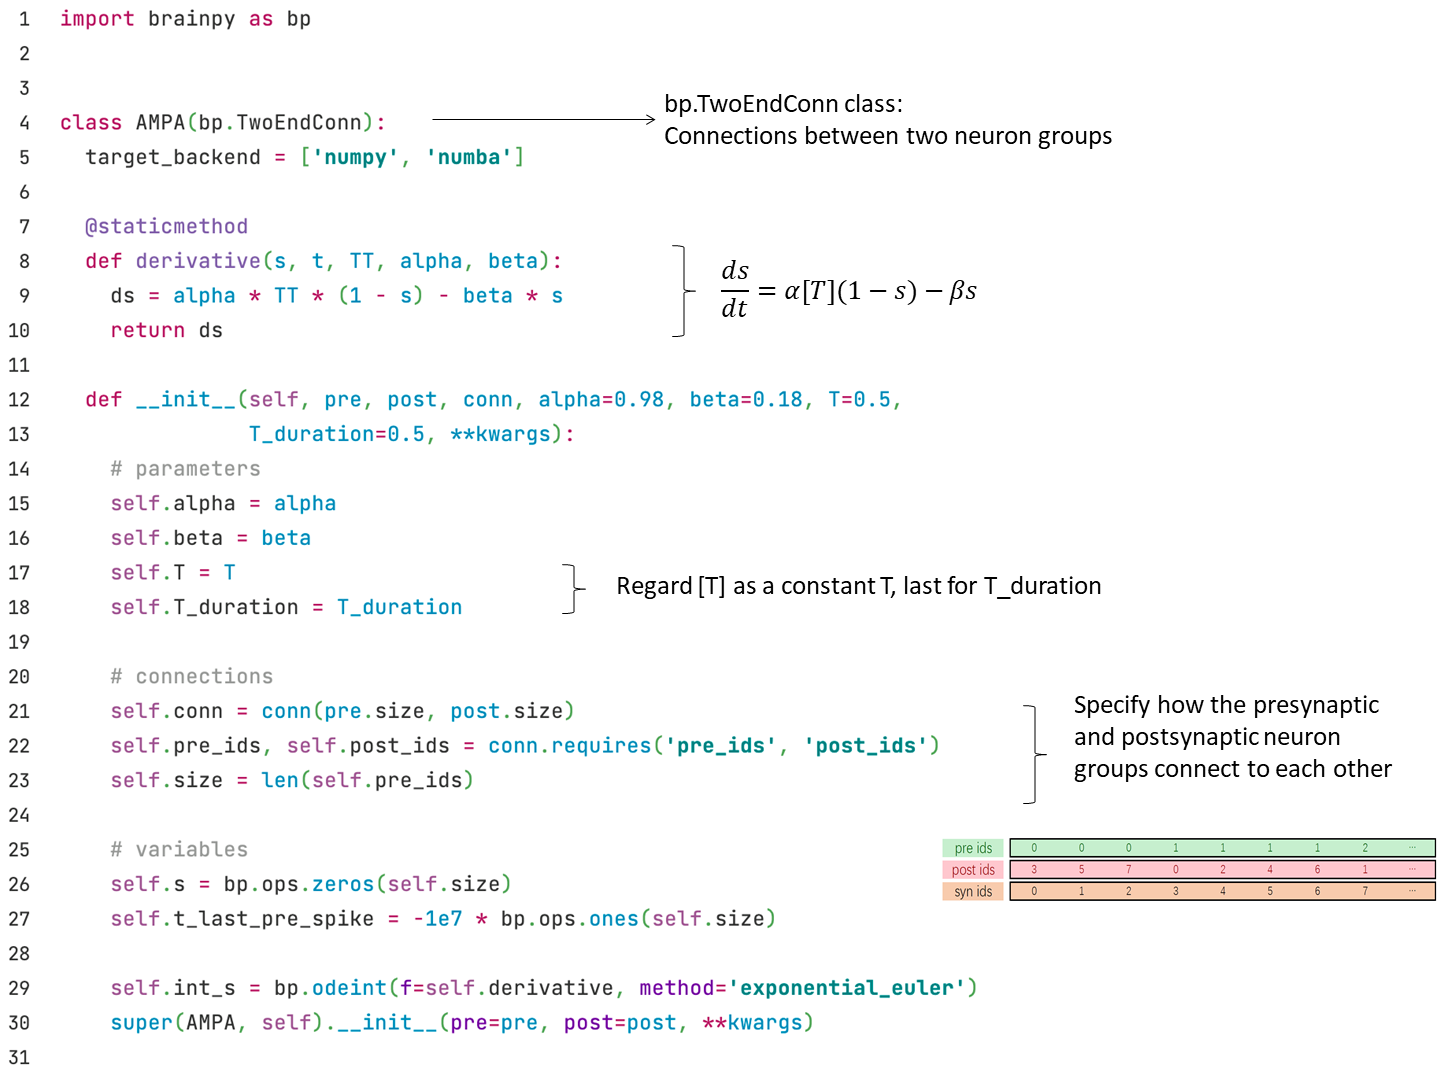 1 import brainpy as bp
2
3
4 class AMPA(bp.TwoEndConn):
bp.TwoEndConn class:
Connections between two neuron groups
5 target_backend = ['numpy', 'numba']
6
7 @staticmethod
8 def derivative(s, t, TT, alpha, beta):
9 ds = alpha * TT * (1 - s) - beta * s
10 return ds
ds/dt = α[T](1 − s) − βs
11
12 def __init__(self, pre, post, conn, alpha=0.98, beta=0.18, T=0.5,
13 T_duration=0.5, **kwargs):
14 # parameters
15 self.alpha = alpha
16 self.beta = beta
17 self.T = T
18 self.T_duration = T_duration
Regard [T] as a constant T, last for T_duration
19
20 # connections
21 self.conn = conn(pre.size, post.size)
22 self.pre_ids, self.post_ids = conn.requires('pre_ids', 'post_ids')
23 self.size = len(self.pre_ids)
Specify how the presynaptic
and postsynaptic neuron
groups connect to each other
24
25 # variables
26 self.s = bp.ops.zeros(self.size)
27 self.t_last_pre_spike = -1e7 * bp.ops.ones(self.size)
pre ids 0 0 0 1 1 1 1 2 ...
post ids 3 5 7 0 2 4 6 1 ...
syn ids 0 1 2 3 4 5 6 7 ...
28
29 self.int_s = bp.odeint(f=self.derivative, method='exponential_euler')
30 super(AMPA, self).__init__(pre=pre, post=post, **kwargs)
31